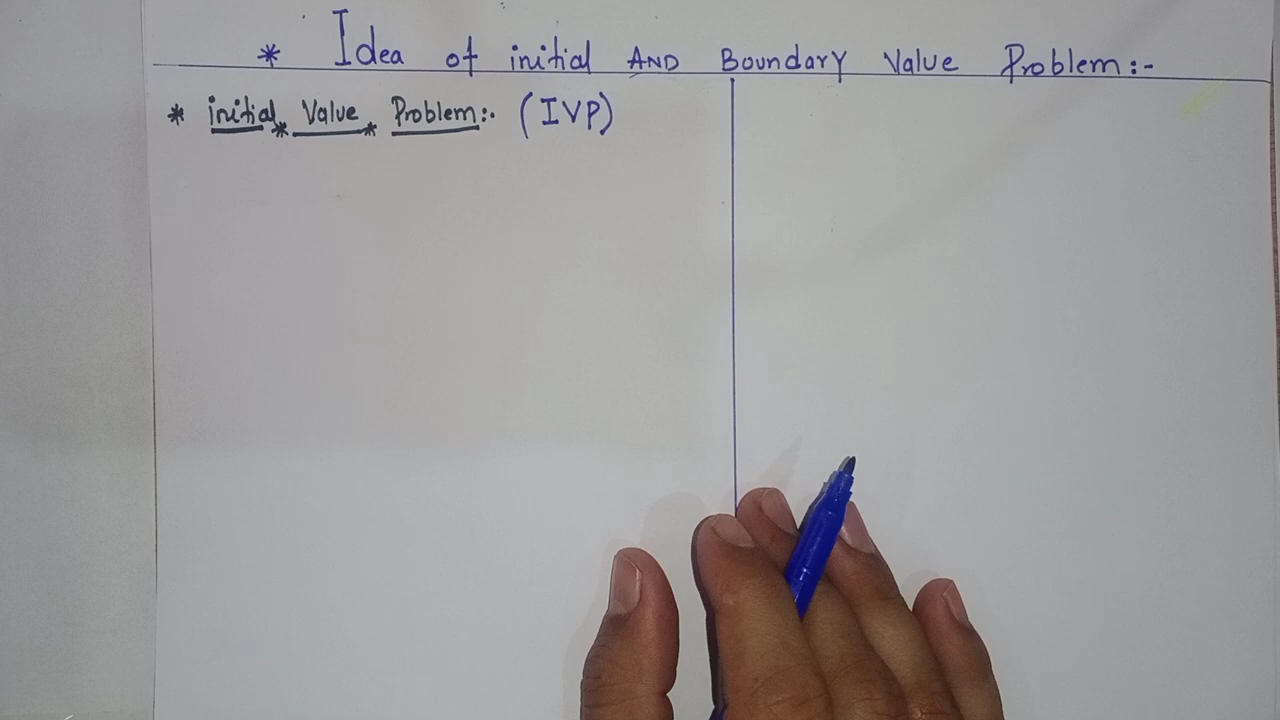 * Idea of initial AND Boundary Value Problem:-
* initial Value Problem:- (IVP)